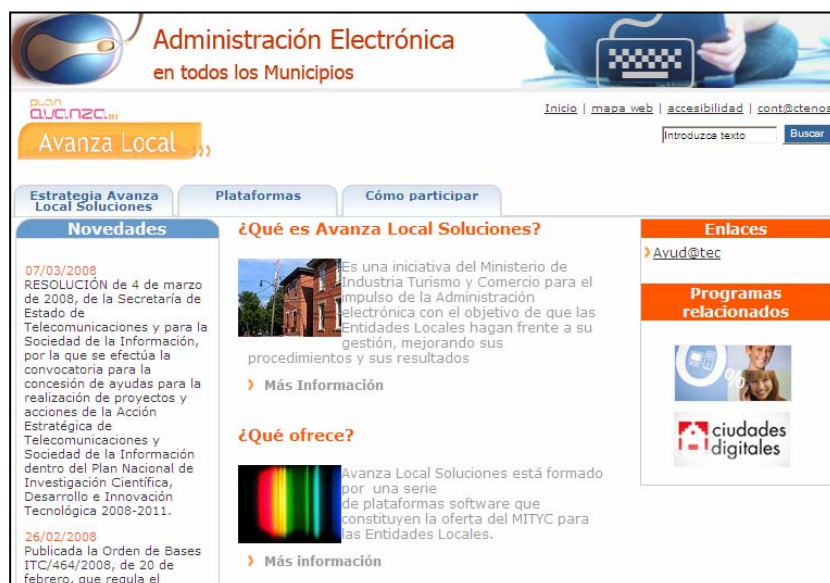 Administración Electrónica
en todos los Municipios
PLAN
avanza
Avanza Local
Inicio | mapa web | accesibilidad | cont@ctenos
Introduzca texto
Buscar
Estrategia Avanza
Local Soluciones
Plataformas
Cómo participar
Novedades
07/03/2008
RESOLUCIÓN de 4 de marzo
de 2008, de la Secretaría de
Estado de
Telecomunicaciones y para la
Sociedad de la Información,
por la que se efectúa la
convocatoria para la
concesión de ayudas para la
realización de proyectos y
acciones de la Acción
Estratégica de
Telecomunicaciones y
Sociedad de la Información
dentro del Plan Nacional de
Investigación Científica,
Desarrollo e Innovación
Tecnológica 2008-2011.
26/02/2008
Publicada la Orden de Bases
ITC/464/2008, de 20 de
febrero, que regula el
¿Qué es Avanza Local Soluciones?
Es una iniciativa del Ministerio de
Industria Turismo y Comercio para el
impulso de la Administración
electrónica con el objetivo de que las
Entidades Locales hagan frente a su
gestión, mejorando sus
procedimientos y sus resultados
Más Información
¿Qué ofrece?
Avanza Local Soluciones está formado
por una serie
de plataformas software que
constituyen la oferta del MITYC para
las Entidades Locales.
Más información
Enlaces
Ayud@tec
Programas
relacionados
0%
ciudades
digitales